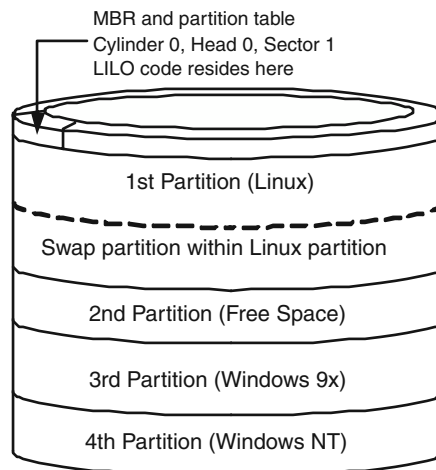 MBR and partition table
Cylinder 0, Head 0, Sector 1
LILO code resides here
1st Partition (Linux)
Swap partition within Linux partition
2nd Partition (Free Space)
3rd Partition (Windows 9x)
4th Partition (Windows NT)